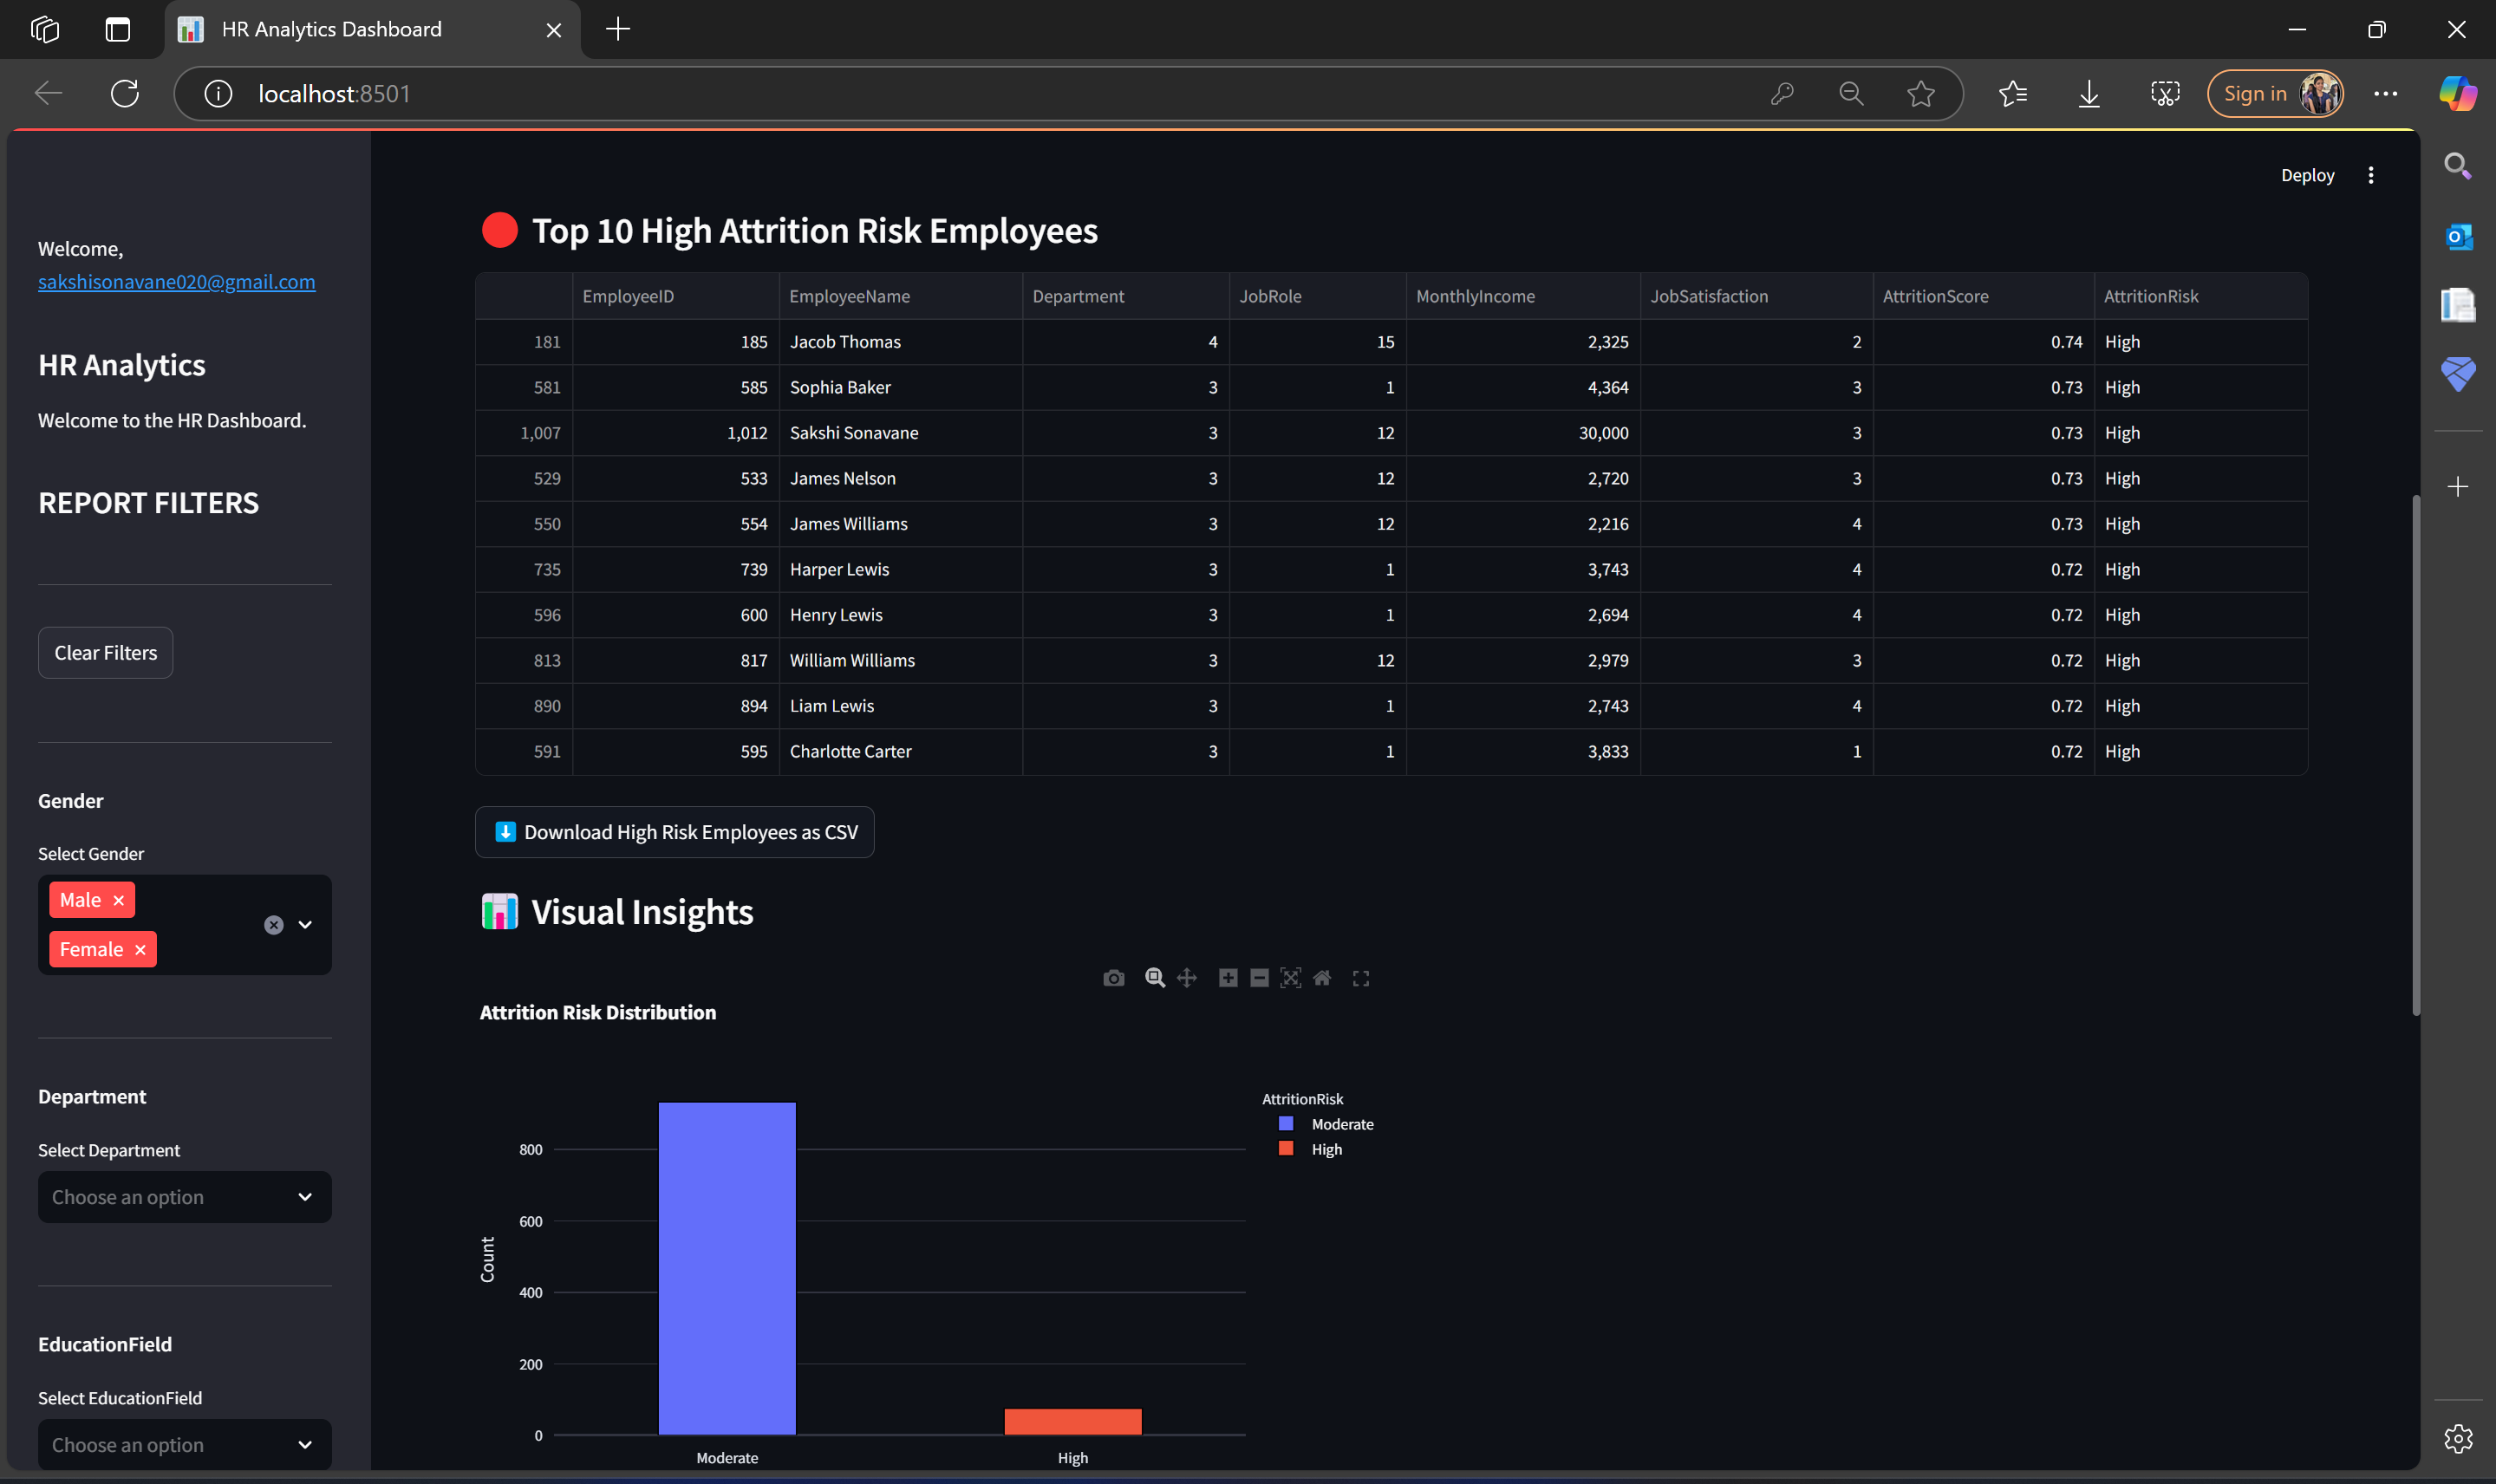 HR Analytics Dashboard
localhost:8501
Sign in
Deploy
Welcome,
sakshisonavane020@gmail.com
HR Analytics
Welcome to the HR Dashboard.
REPORT FILTERS
Clear Filters
Gender
Select Gender
Male
Female
Department
Select Department
Choose an option
EducationField
Select EducationField
Choose an option
Top 10 High Attrition Risk Employees
EmployeeID EmployeeName Department JobRole MonthlyIncome JobSatisfaction AttritionScore AttritionRisk
181 185 Jacob Thomas 4 15 2,325 2 0.74 High
581 585 Sophia Baker 3 1 4,364 3 0.73 High
1,007 1,012 Sakshi Sonavane 3 12 30,000 3 0.73 High
529 533 James Nelson 3 12 2,720 3 0.73 High
550 554 James Williams 3 12 2,216 4 0.73 High
735 739 Harper Lewis 3 1 3,743 4 0.72 High
596 600 Henry Lewis 3 1 2,694 4 0.72 High
813 817 William Williams 3 12 2,979 3 0.72 High
890 894 Liam Lewis 3 1 2,743 4 0.72 High
591 595 Charlotte Carter 3 1 3,833 1 0.72 High
Download High Risk Employees as CSV
Visual Insights
Attrition Risk Distribution
AttritionRisk
Moderate
High
800
600
400
200
0
Count
Moderate High